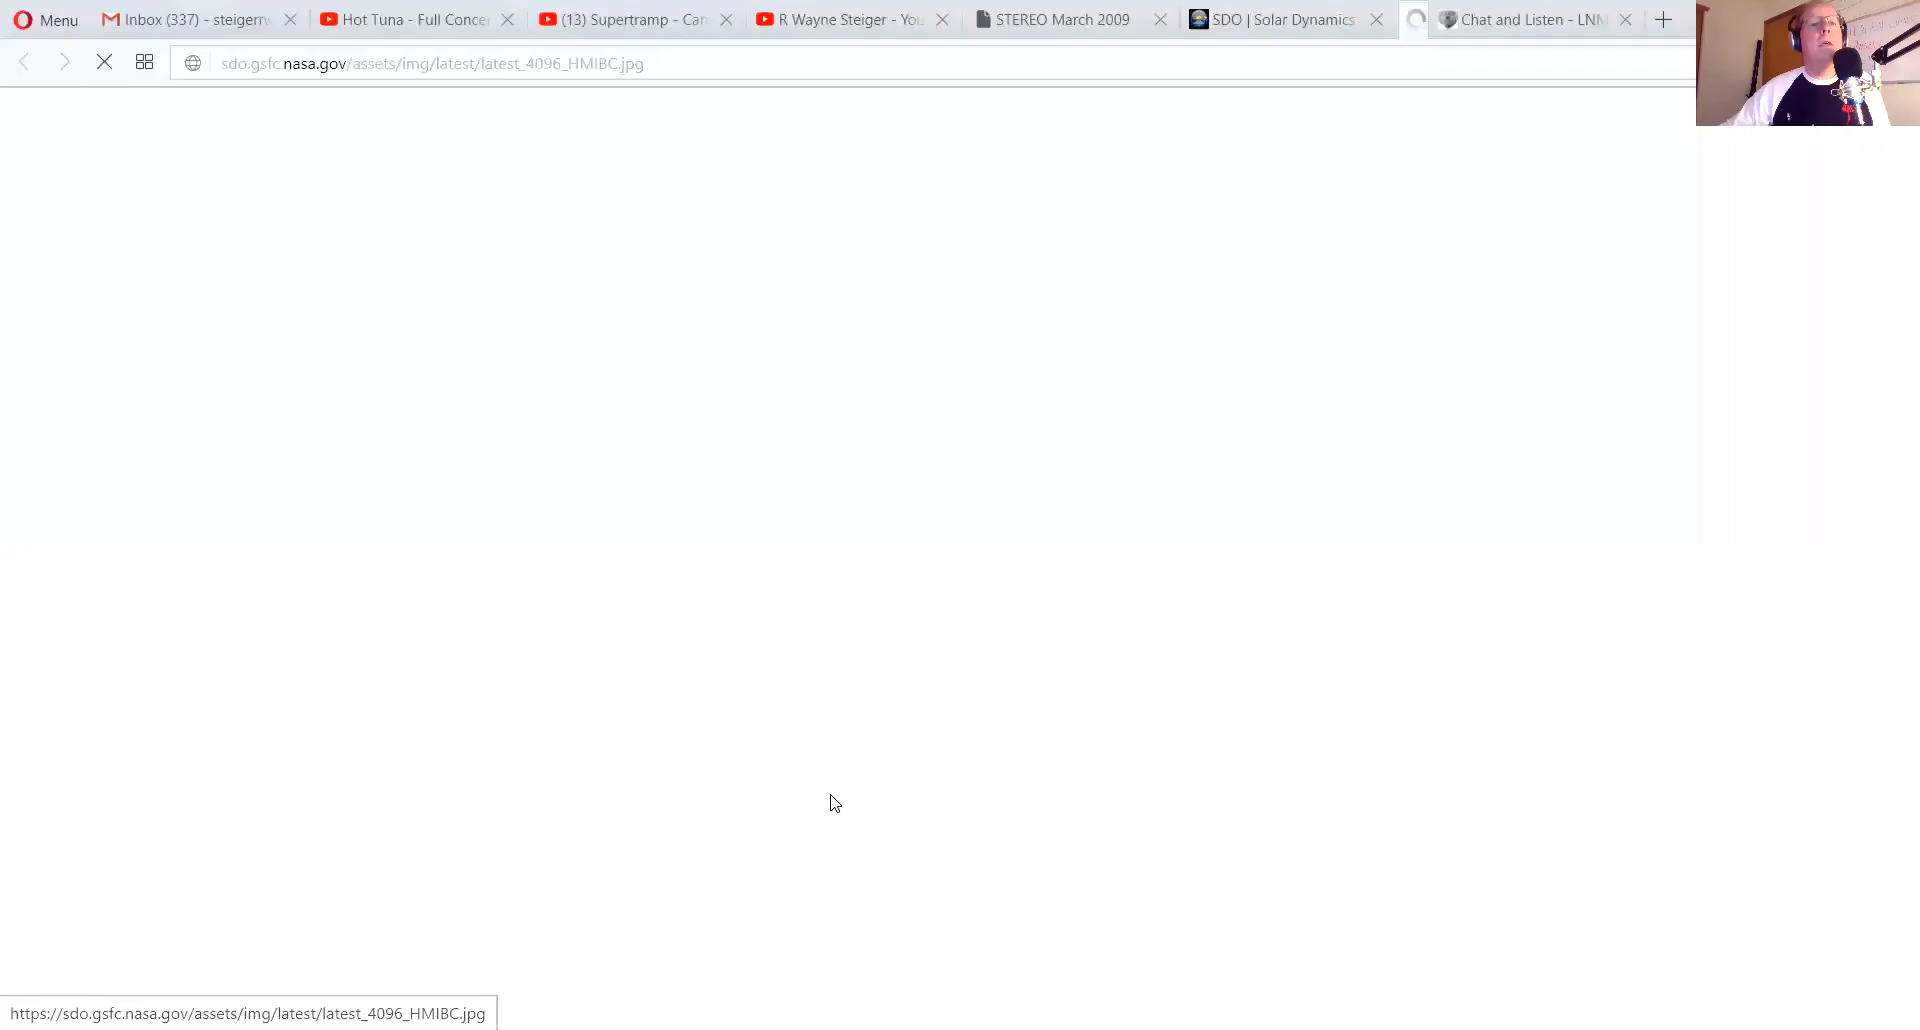 Menu
Inbox (337) - steigerrw
Hot Tuna - Full Conce
(13) Supertramp - Can
R Wayne Steiger - You
STEREO March 2009
SDO | Solar Dynamics
Chat and Listen - LNM
sdo.gsfc.nasa.gov/assets/img/latest/latest_4096_HMIBC.jpg
https://sdo.gsfc.nasa.gov/assets/img/latest/latest_4096_HMIBC.jpg